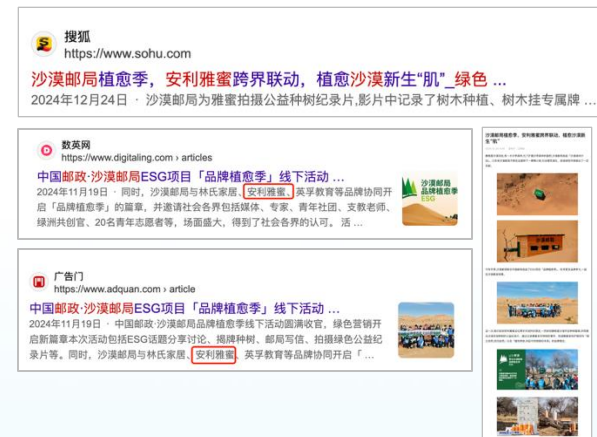 搜狐
https://www.sohu.com
沙漠邮局植愈季，安利雅蜜跨界联动，植愈沙漠新生“肌”_绿色 ...
2024年12月24日 · 沙漠邮局为雅蜜拍摄公益种树纪录片,影片中记录了树木种植、树木挂专属牌 ...
数英网
https://www.digitaling.com › articles
中国邮政·沙漠邮局ESG项目「品牌植愈季」线下活动 ...
2024年11月19日 · 同时，沙漠邮局与林氏家居、安利雅蜜、英孚教育等品牌协同开
启「品牌植愈季」的篇章，并邀请社会各界包括媒体、专家、青年社团、支教老师、
绿洲共创官、20名青年志愿者等，场面盛大，得到了社会各界的认可。 活 ...
沙漠邮局
品牌植愈季
ESG
广告门
https://www.adquan.com › article
中国邮政·沙漠邮局ESG项目「品牌植愈季」线下活动 ...
2024年11月19日 · 中国邮政·沙漠邮局品牌植愈季线下活动圆满收官，绿色营销开
启新篇章本次活动包括ESG话题分享讨论、揭牌种树、邮局写信、拍摄绿色公益纪
录片等。同时，沙漠邮局与林氏家居、安利雅蜜、英孚教育等品牌协同开启「 ...
沙漠邮局植愈季，安利雅蜜跨界联动，植愈沙漠新
生“肌”
沙漠邮局